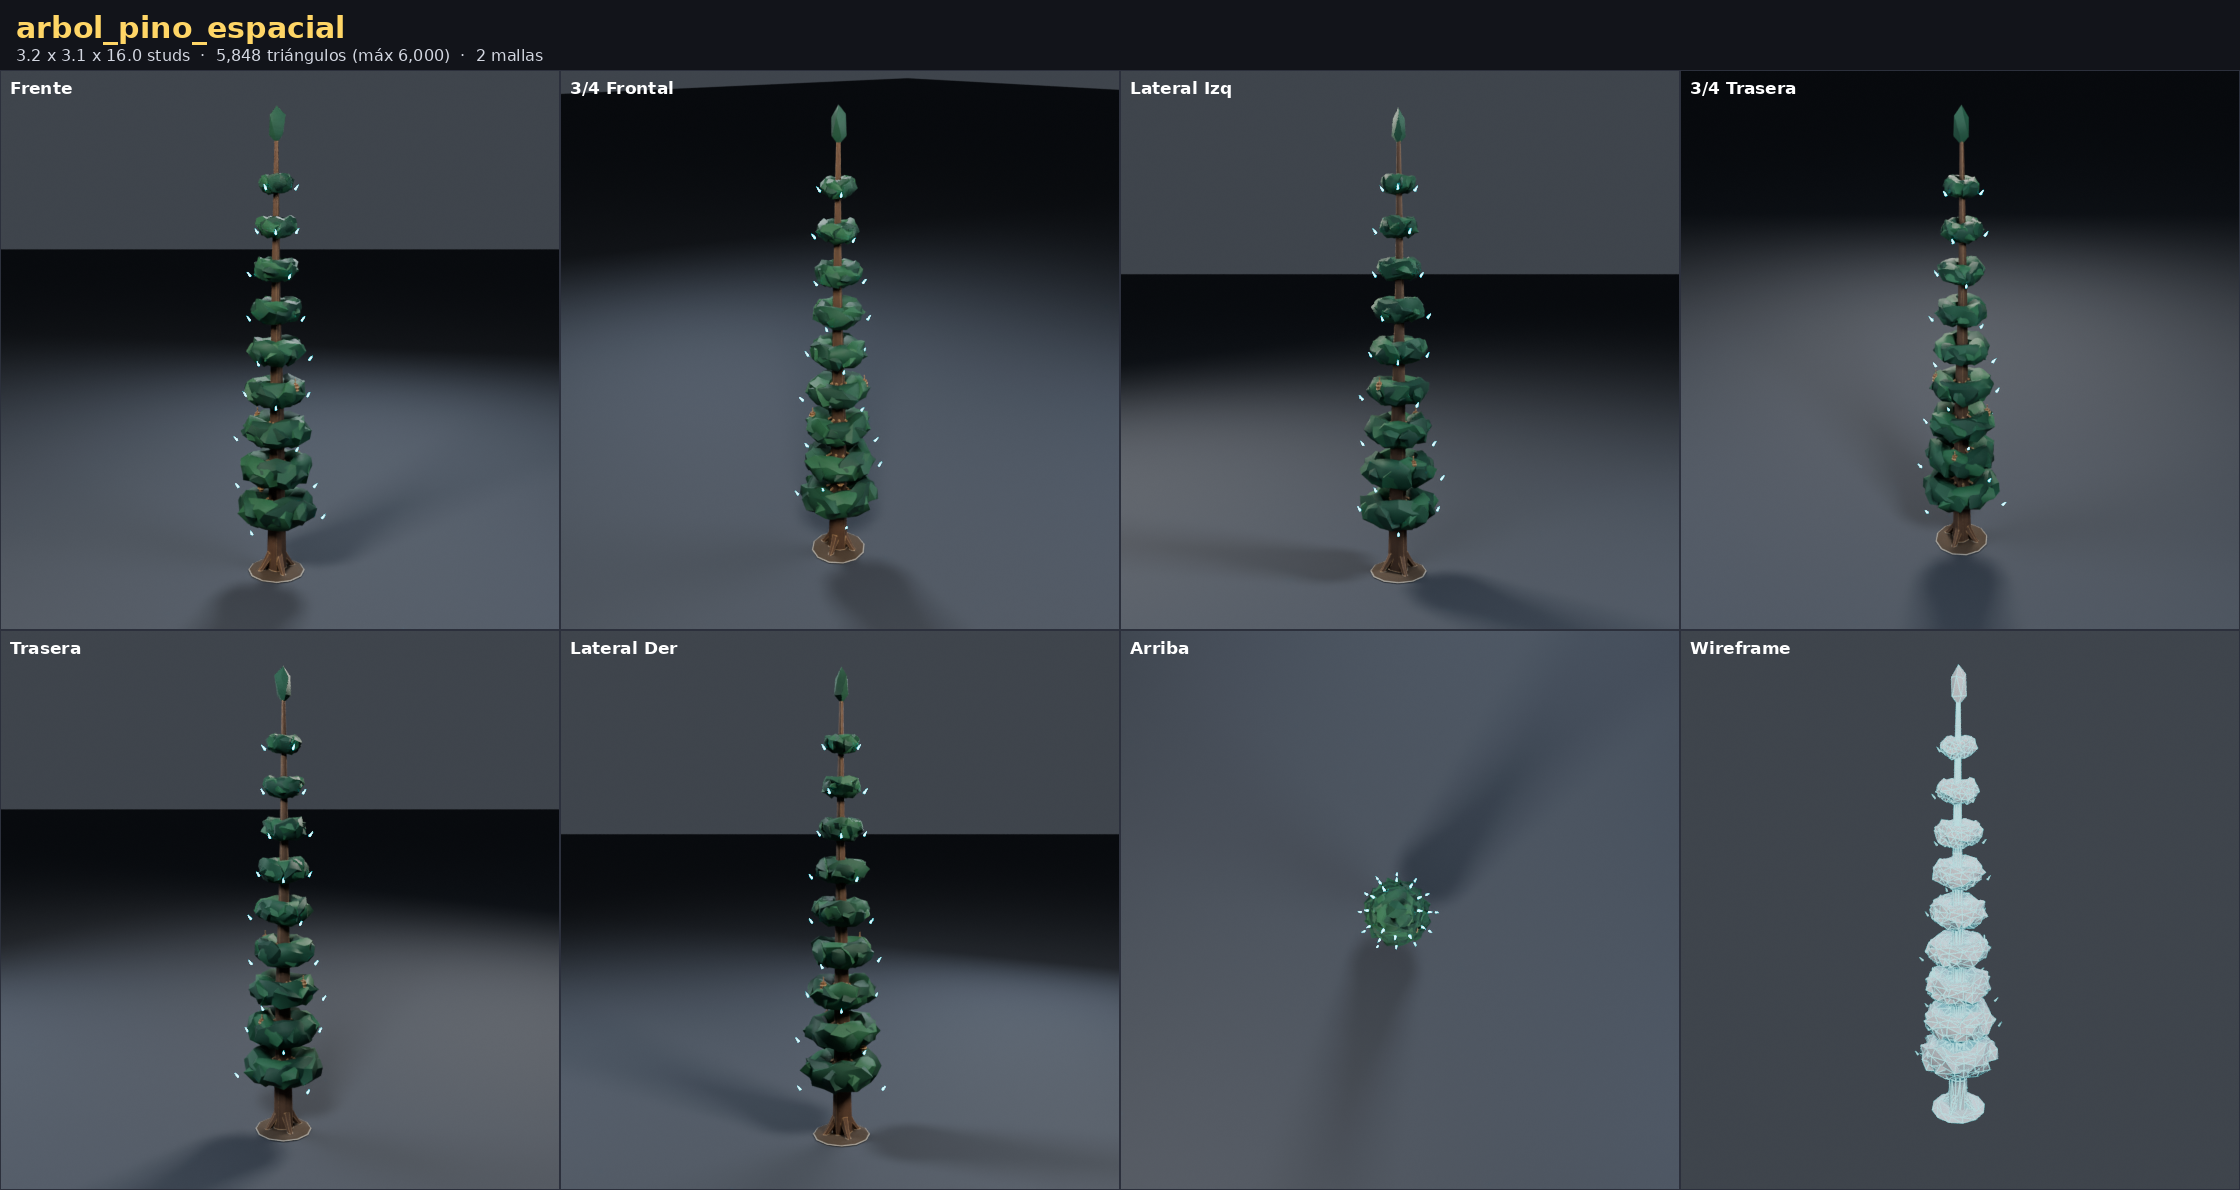 arbol_pino_espacial
3.2 x 3.1 x 16.0 studs · 5,848 triángulos (máx 6,000) · 2 mallas
Frente
3/4 Frontal
Lateral Izq
3/4 Trasera
Trasera
Lateral Der
Arriba
Wireframe